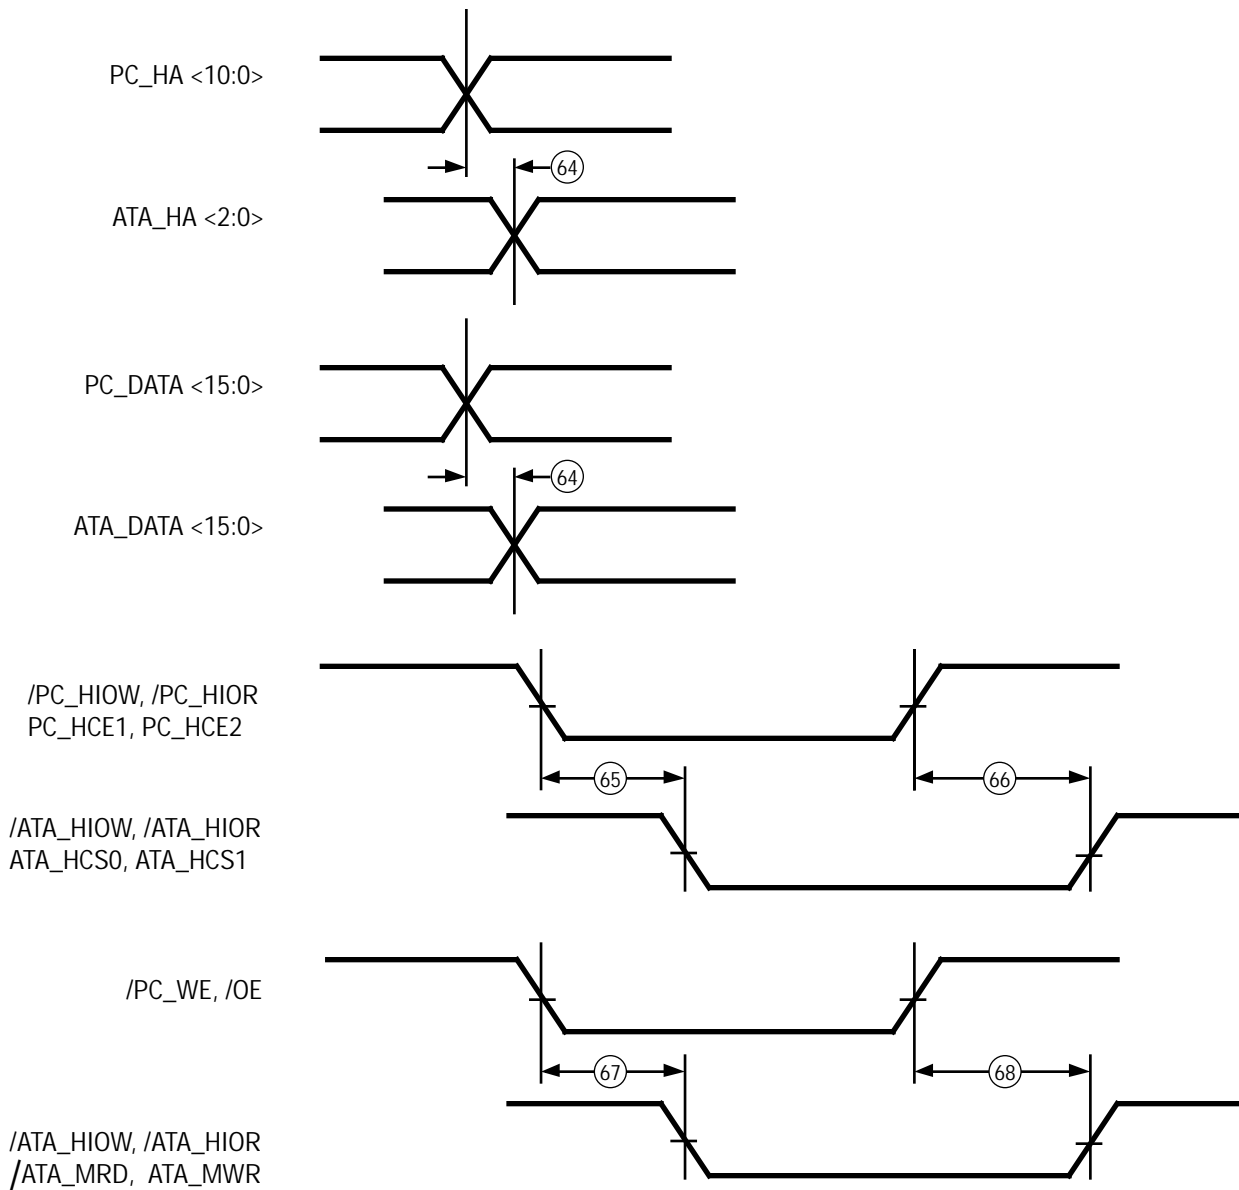 PC_HA <10:0>
64
ATA_HA <2:0>
PC_DATA <15:0>
64
ATA_DATA <15:0>
/PC_HIOW, /PC_HIOR
PC_HCE1, PC_HCE2
65
66
/ATA_HIOW, /ATA_HIOR
ATA_HCS0, ATA_HCS1
/PC_WE, /OE
67
68
/ATA_HIOW, /ATA_HIOR
/ATA_MRD, ATA_MWR